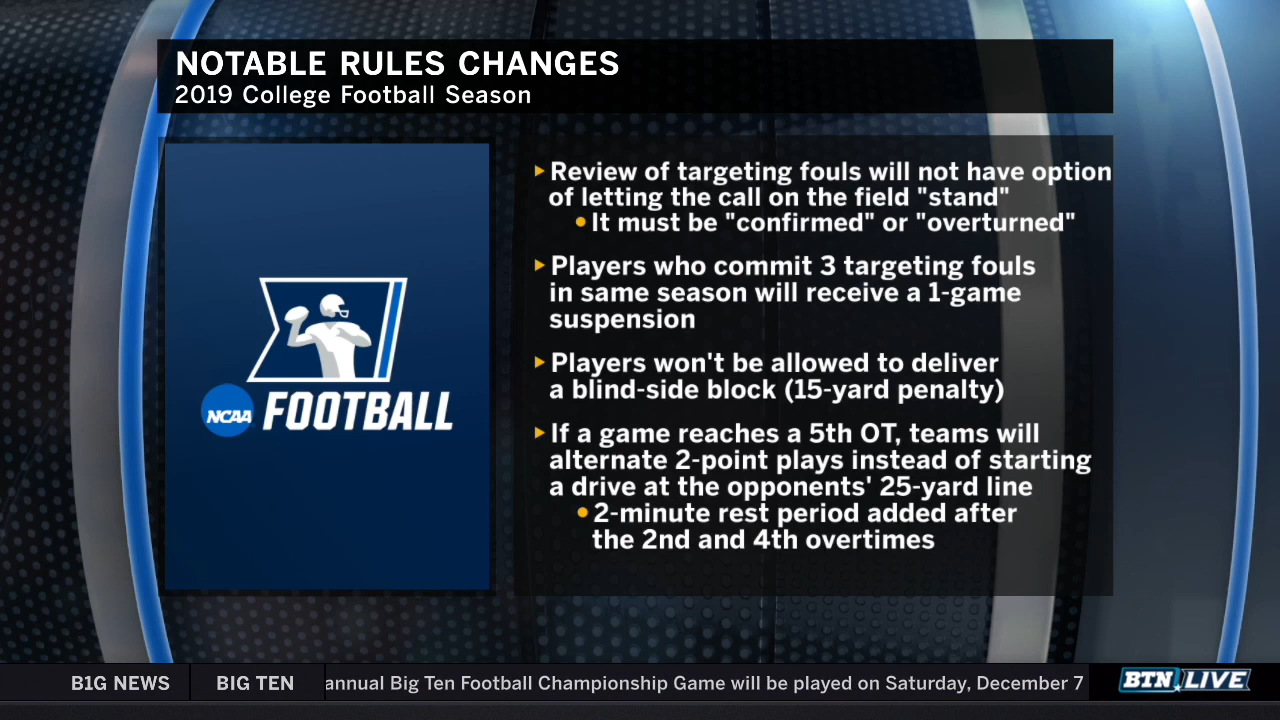 NOTABLE RULES CHANGES
2019 College Football Season
Review of targeting fouls will not have option
of letting the call on the field "stand"
It must be "confirmed" or "overturned"
Players who commit 3 targeting fouls
in same season will receive a 1-game
suspension
Players won't be allowed to deliver
a blind-side block (15-yard penalty)
If a game reaches a 5th OT, teams will
alternate 2-point plays instead of starting
a drive at the opponents' 25-yard line
2-minute rest period added after
the 2nd and 4th overtimes
NCAA FOOTBALL
B1G NEWS BIG TEN annual Big Ten Football Championship Game will be played on Saturday, December 7 BTN LIVE